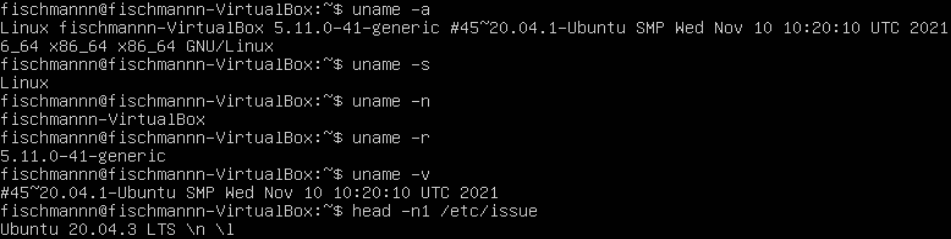 fischmannn@fischmannn-VirtualBox:~$ uname -a
Linux fischmannn-VirtualBox 5.11.0-41-generic #45~20.04.1-Ubuntu SMP Wed Nov 10 10:20:10 UTC 2021
6_64 x86_64 x86_64 GNU/Linux
fischmannn@fischmannn-VirtualBox:~$ uname -s
Linux
fischmannn@fischmannn-VirtualBox:~$ uname -n
fischmannn-VirtualBox
fischmannn@fischmannn-VirtualBox:~$ uname -r
5.11.0-41-generic
fischmannn@fischmannn-VirtualBox:~$ uname -v
#45~20.04.1-Ubuntu SMP Wed Nov 10 10:20:10 UTC 2021
fischmannn@fischmannn-VirtualBox:~$ head -n1 /etc/issue
Ubuntu 20.04.3 LTS \n \l